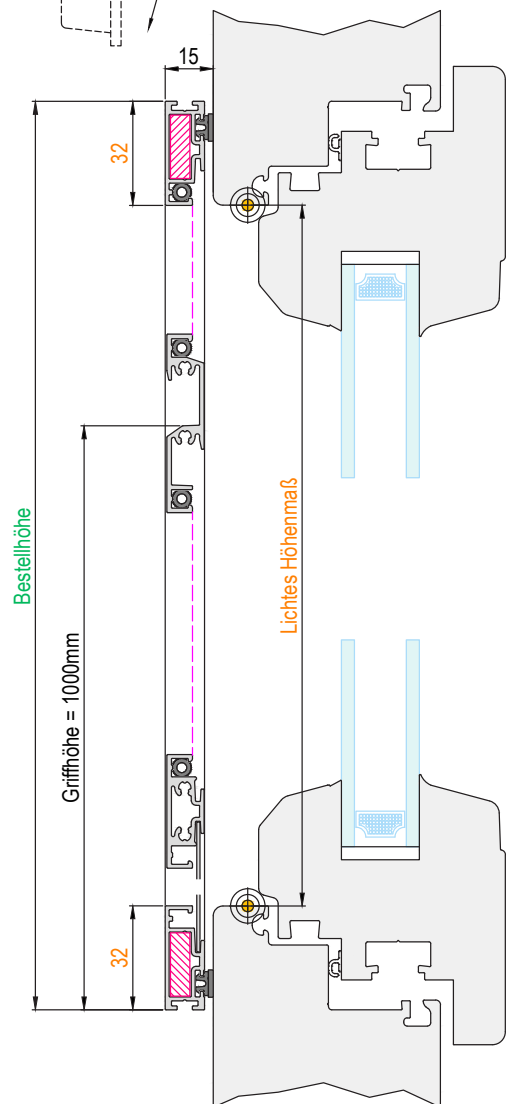 15
32
Bestellhöhe
Griffhöhe = 1000mm
Lichtes Höhenmaß
32